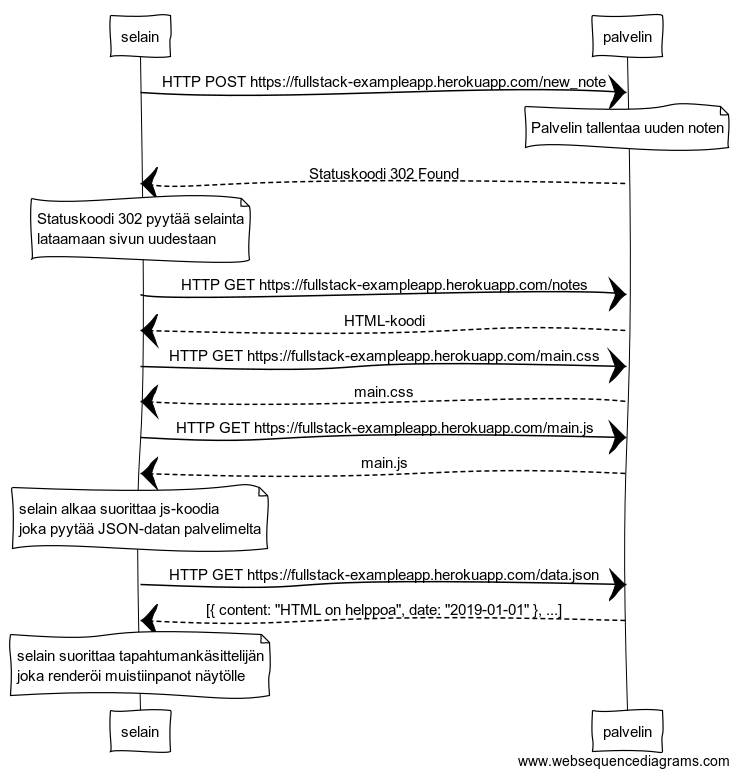 selain
palvelin
HTTP POST https://fullstack-exampleapp.herokuapp.com/new_note
Palvelin tallentaa uuden noten
Statuskoodi 302 Found
Statuskoodi 302 pyytää selainta
lataamaan sivun uudestaan
HTTP GET https://fullstack-exampleapp.herokuapp.com/notes
HTML-koodi
HTTP GET https://fullstack-exampleapp.herokuapp.com/main.css
main.css
HTTP GET https://fullstack-exampleapp.herokuapp.com/main.js
main.js
selain alkaa suorittaa js-koodia
joka pyytää JSON-datan palvelimelta
HTTP GET https://fullstack-exampleapp.herokuapp.com/data.json
[{ content: "HTML on helppoa", date: "2019-01-01" }, ...]
selain suorittaa tapahtumankäsittelijän
joka renderöi muistiinpanot näytölle
selain
palvelin
www.websequencediagrams.com